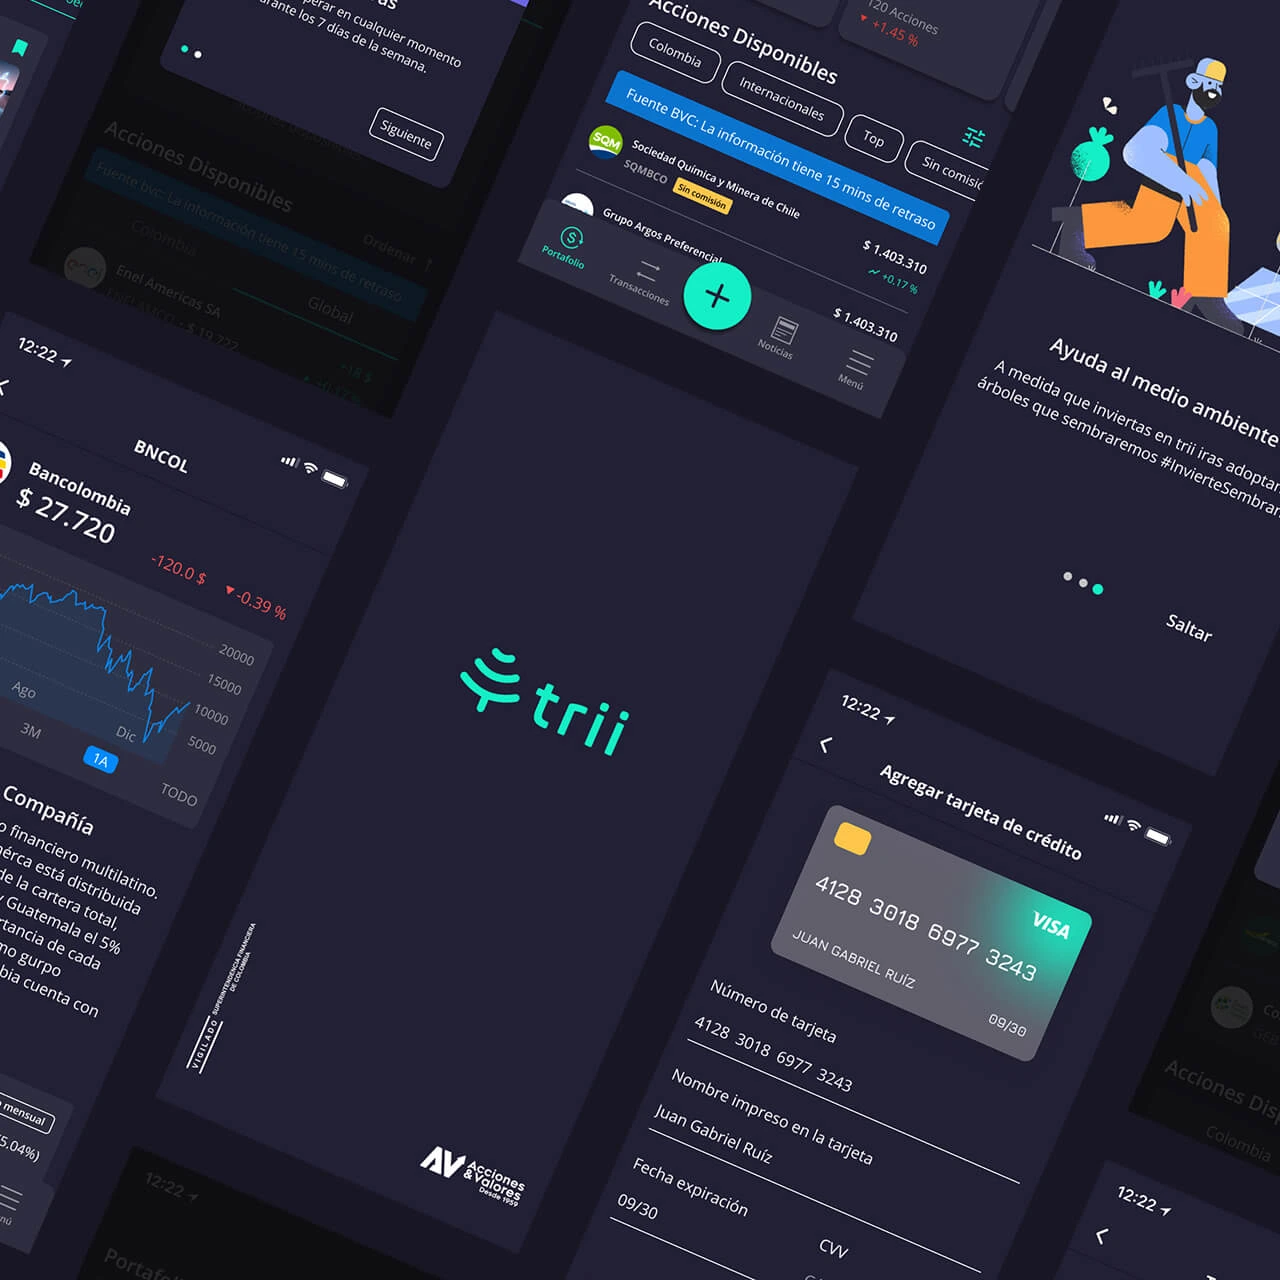 perar en cualquier momento
urante los 7 días de la semana.
Siguiente
Acciones Disponibles
Fuente bvc: La información tiene 15 mins de retraso
Colombia
Global
Ordenar ↑
Enel Americas SA
ENELAMCO - $ 19.722
Acciones Disponibles
120 Acciones
+1.45 %
Colombia
Internacionales
Top
Sin comisió
Fuente BVC: La información tiene 15 mins de retraso
SQM
Sociedad Química y Minera de Chile
SQMBCO
Sin comisión
$ 1.403.310
+0.17 %
Grupo Argos Preferencial
$ 1.403.310
Portafolio
Transacciones
+
Noticias
Menú
Ayuda al medio ambiente
A medida que inviertas en trii iras adoptan
árboles que sembraremos #InvierteSembran
Saltar
12:22
BNCOL
Bancolombia
$ 27.720
-120.0 $
-0.39 %
20000
15000
10000
5000
Ago
Dic
3M
1A
TODO
Compañía
o financiero multilatino.
mérca está distribuida
de la cartera total,
y Guatemala el 5%
rtancia de cada
mo gurpo
bia cuenta con
mensual
5.04%)
nú
trii
VIGILADO
SUPERINTENDENCIA FINANCIERA
DE COLOMBIA
AV
Acciones
&Valores
Desde 1959
12:22
Agregar tarjeta de crédito
4128 3018 6977 3243
VISA
JUAN GABRIEL RUÍZ
09/30
Número de tarjeta
4128 3018 6977 3243
Nombre impreso en la tarjeta
Juan Gabriel Ruíz
Fecha expiración
09/30
CVV
12:22
Acciones Dis
Colombia
12:22